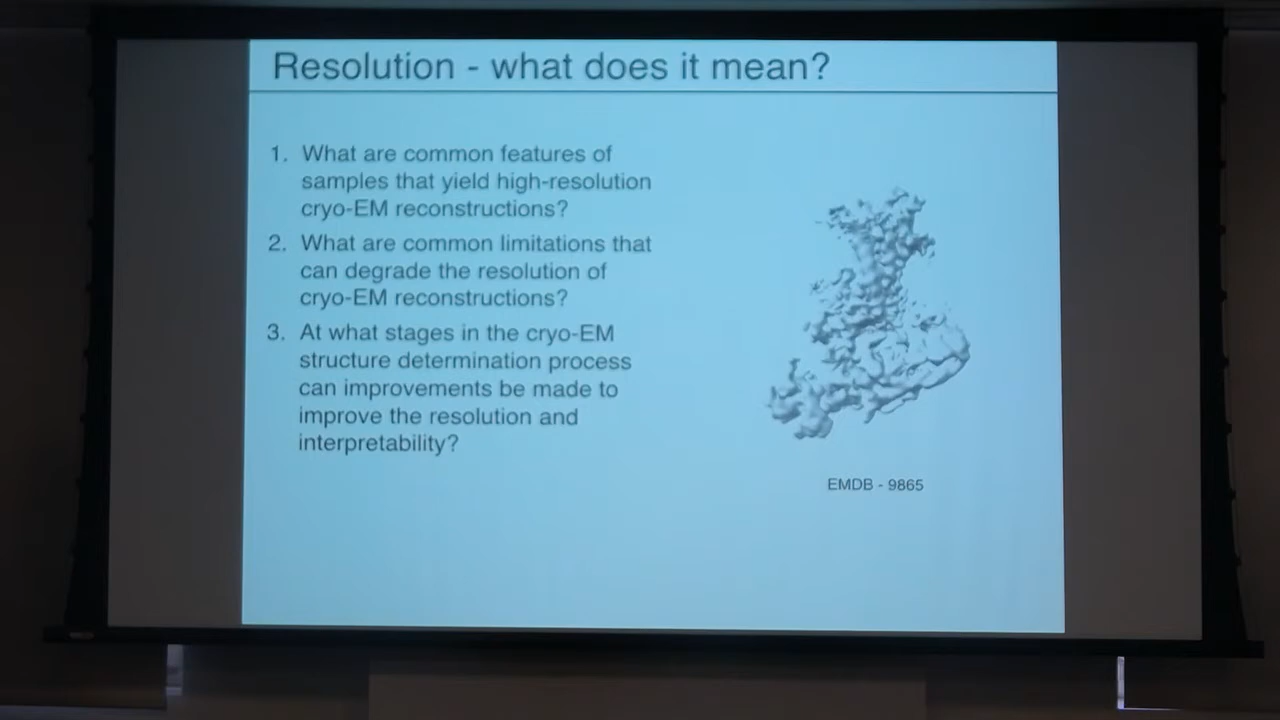 Resolution - what does it mean?
1. What are common features of
samples that yield high-resolution
cryo-EM reconstructions?
2. What are common limitations that
can degrade the resolution of
cryo-EM reconstructions?
3. At what stages in the cryo-EM
structure determination process
can improvements be made to
improve the resolution and
interpretability?
EMDB - 9865